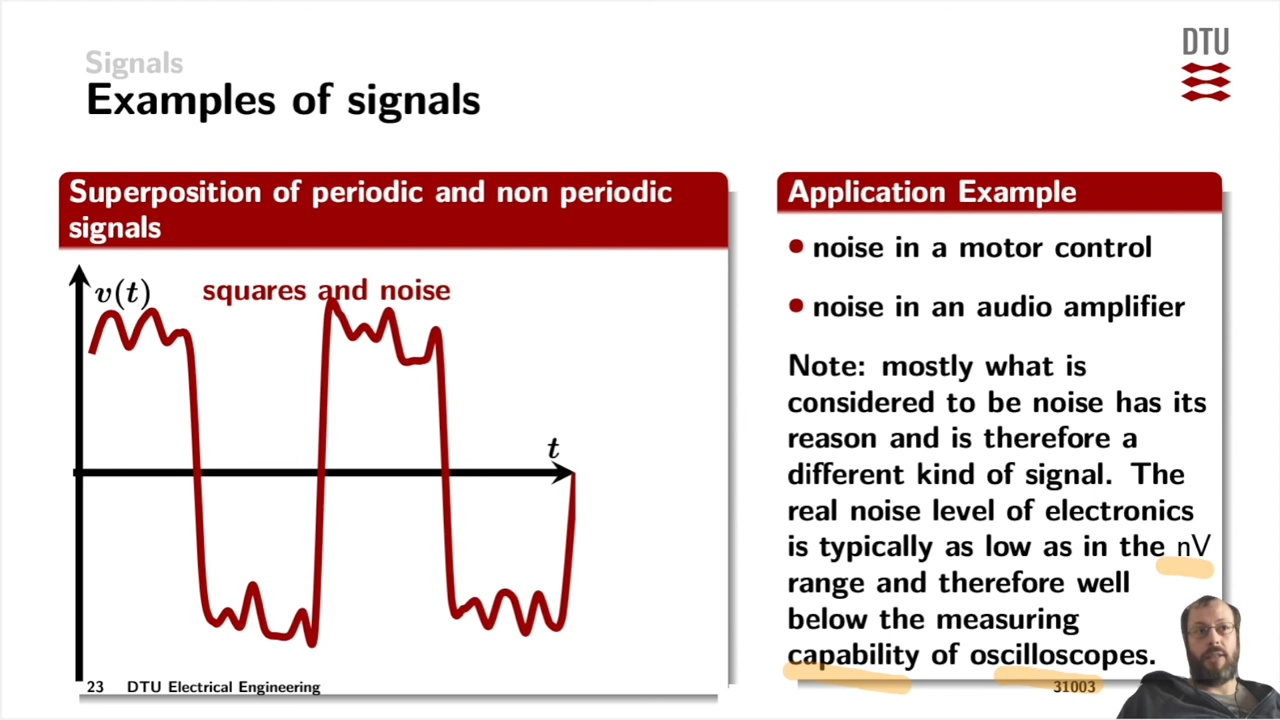 Signals
Examples of signals
DTU
Superposition of periodic and non periodic
signals
v(t)
squares and noise
t
Application Example
• noise in a motor control
• noise in an audio amplifier
Note: mostly what is
considered to be noise has its
reason and is therefore a
different kind of signal. The
real noise level of electronics
is typically as low as in the nV
range and therefore well
below the measuring
capability of oscilloscopes.
23 DTU Electrical Engineering
31003